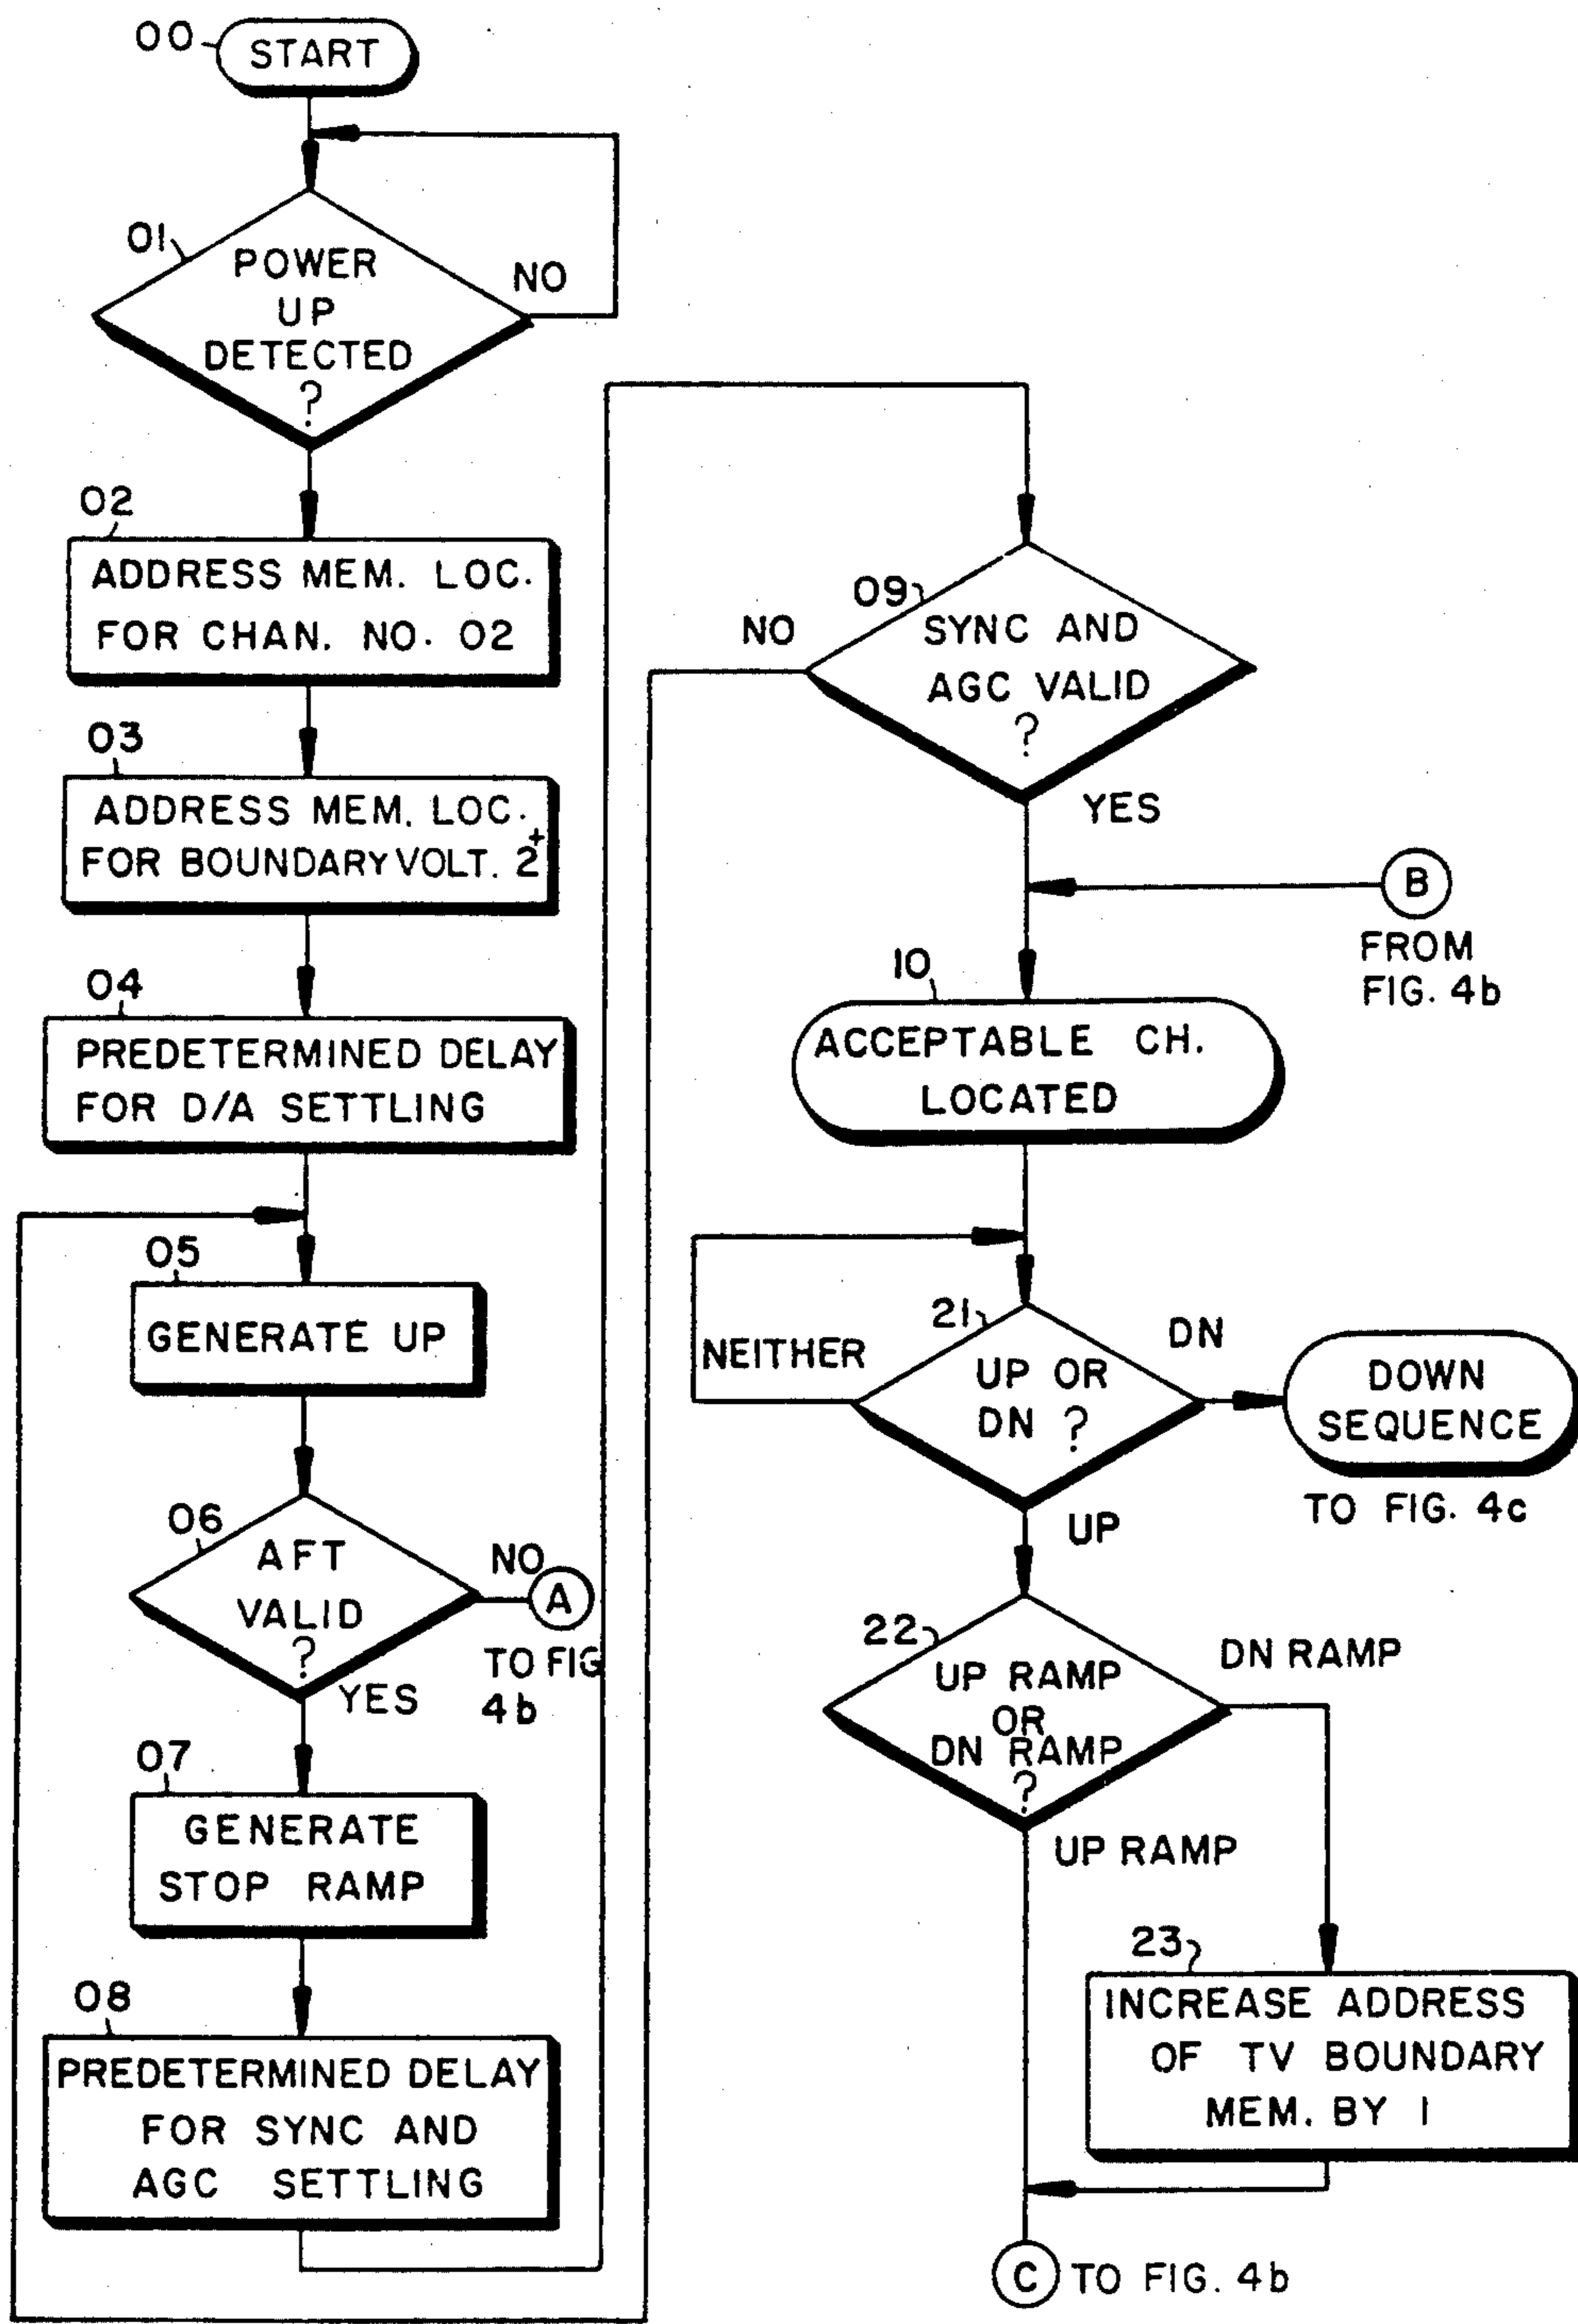 00
START
01
POWER
UP
DETECTED
?
NO
02
ADDRESS MEM. LOC.
FOR CHAN. NO. 02
03
ADDRESS MEM. LOC.
FOR BOUNDARY VOLT. 2+
04
PREDETERMINED DELAY
FOR D/A SETTLING
05
GENERATE UP
06
AFT
VALID
?
NO
A
TO FIG
4b
YES
07
GENERATE
STOP RAMP
08
PREDETERMINED DELAY
FOR SYNC AND
AGC SETTLING
09
SYNC AND
AGC VALID
?
NO
YES
B
FROM
FIG. 4b
10
ACCEPTABLE CH.
LOCATED
21
UP OR
DN ?
NEITHER
DN
DOWN
SEQUENCE
TO FIG. 4c
UP
22
UP RAMP
OR
DN RAMP
?
DN RAMP
UP RAMP
23
INCREASE ADDRESS
OF TV BOUNDARY
MEM. BY 1
C TO FIG. 4b